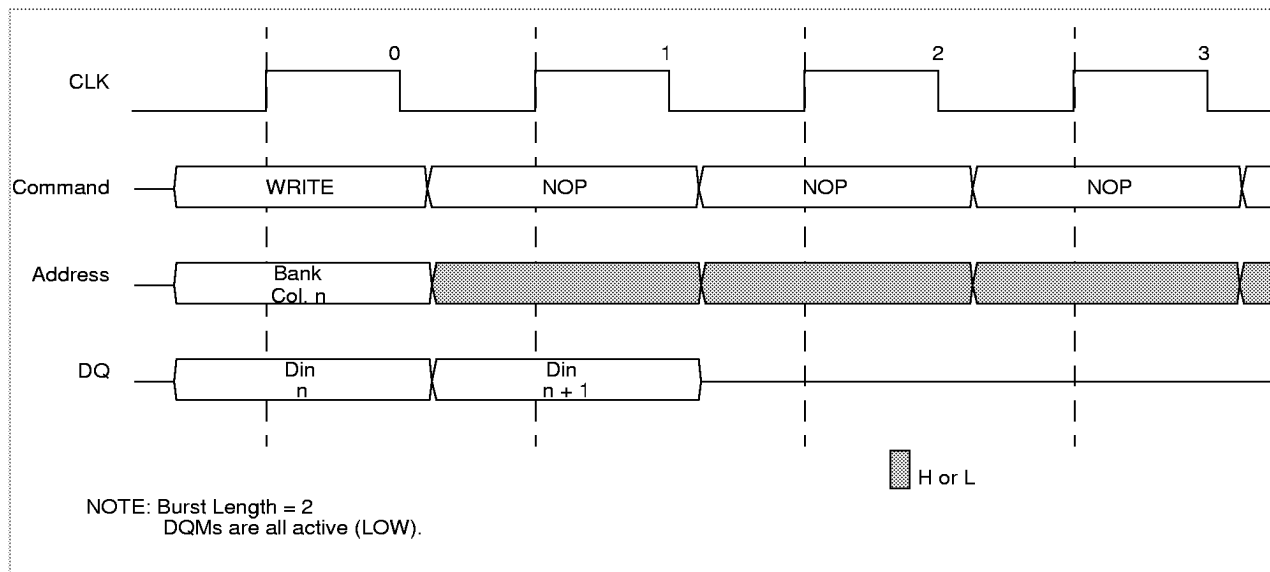 0 1 2 3
CLK
Command WRITE NOP NOP NOP
Address Bank
Col. n
DQ Din Din
n n + 1
H or L
NOTE: Burst Length = 2
DQMs are all active (LOW).